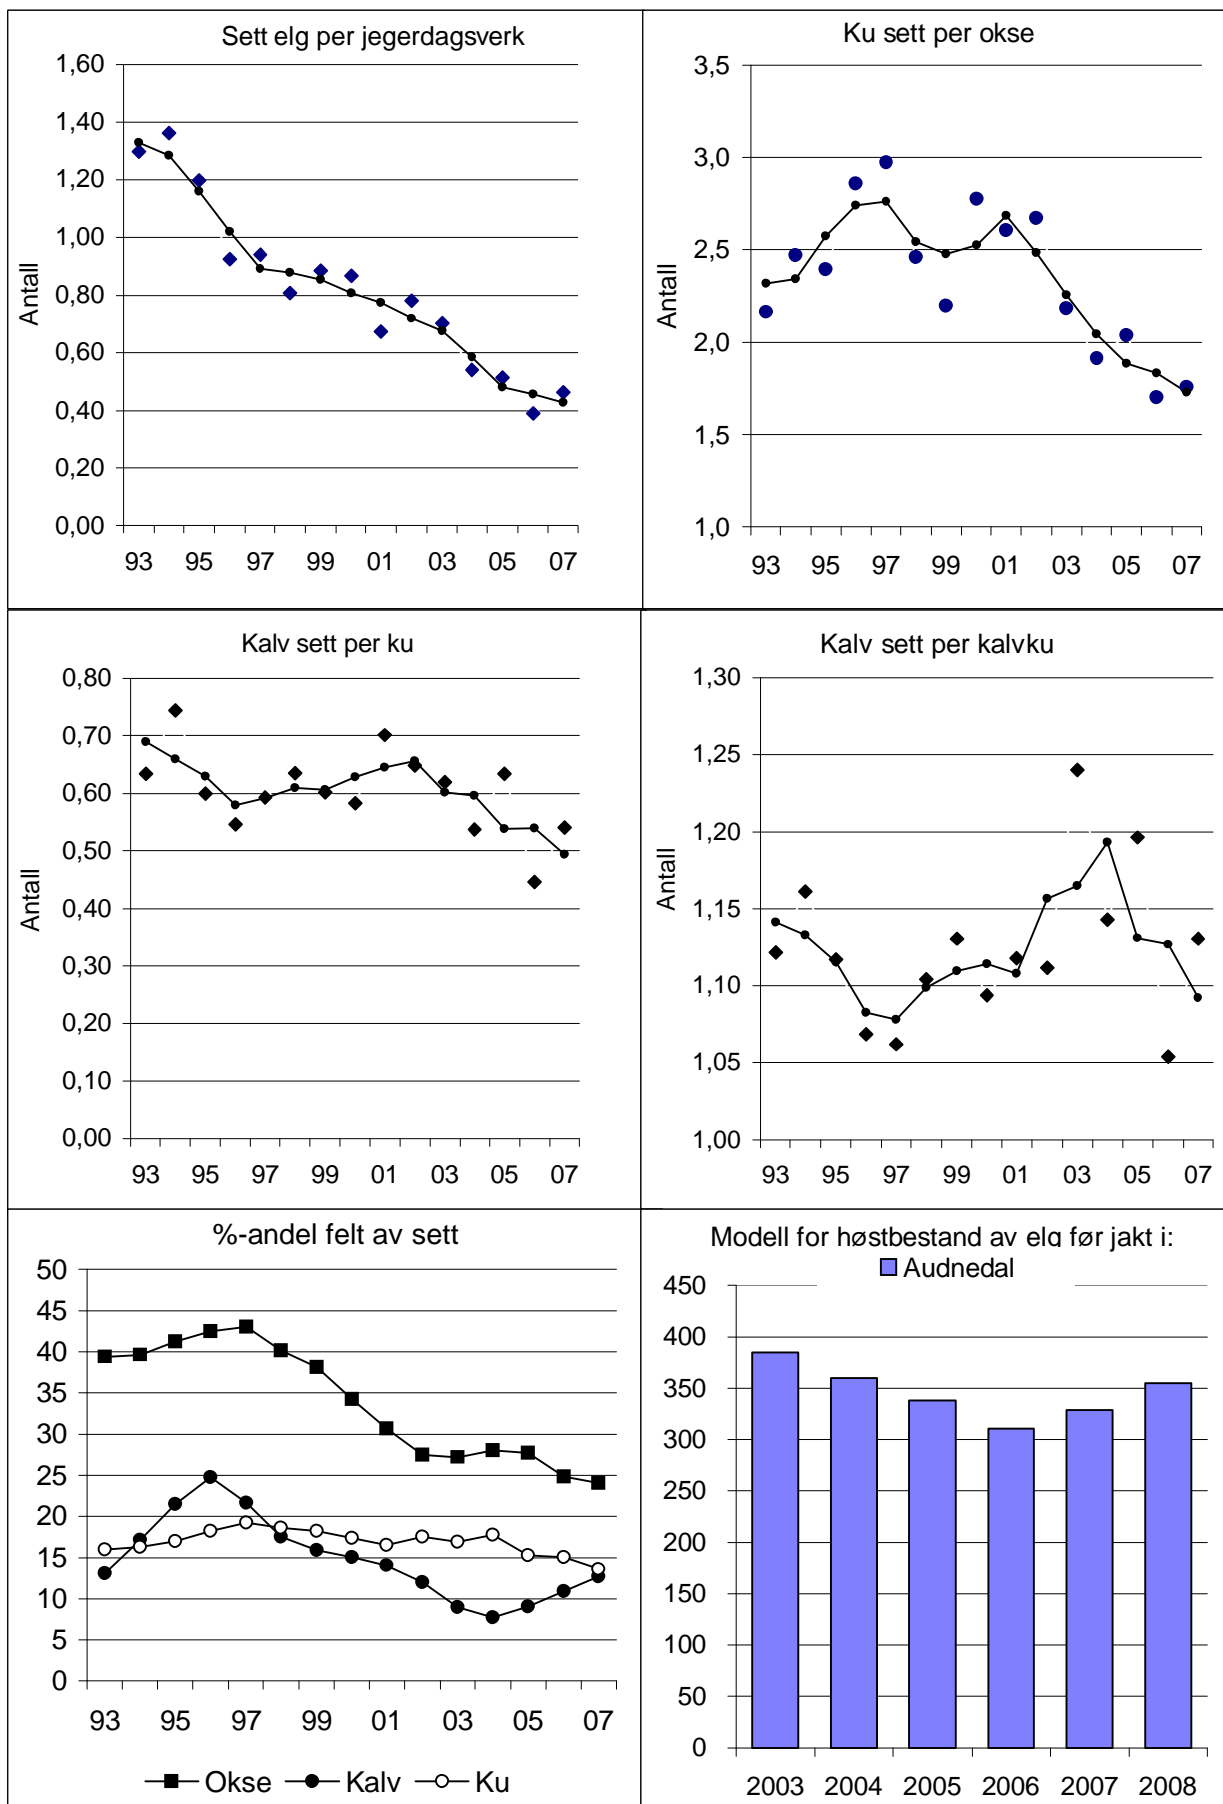 Sett elg per jegerdagsverk
Antall
1,60
1,40
1,20
1,00
0,80
0,60
0,40
0,20
0,00
93 95 97 99 01 03 05 07
Ku sett per okse
Antall
3,5
3,0
2,5
2,0
1,5
1,0
93 95 97 99 01 03 05 07
Kalv sett per ku
Antall
0,80
0,70
0,60
0,50
0,40
0,30
0,20
0,10
0,00
93 95 97 99 01 03 05 07
Kalv sett per kalvku
Antall
1,30
1,25
1,20
1,15
1,10
1,05
1,00
93 95 97 99 01 03 05 07
%-andel felt av sett
50
45
40
35
30
25
20
15
10
5
0
93 95 97 99 01 03 05 07
Okse Kalv Ku
Modell for høstbestand av elg før jakt i:
Audnedal
450
400
350
300
250
200
150
100
50
0
2003 2004 2005 2006 2007 2008